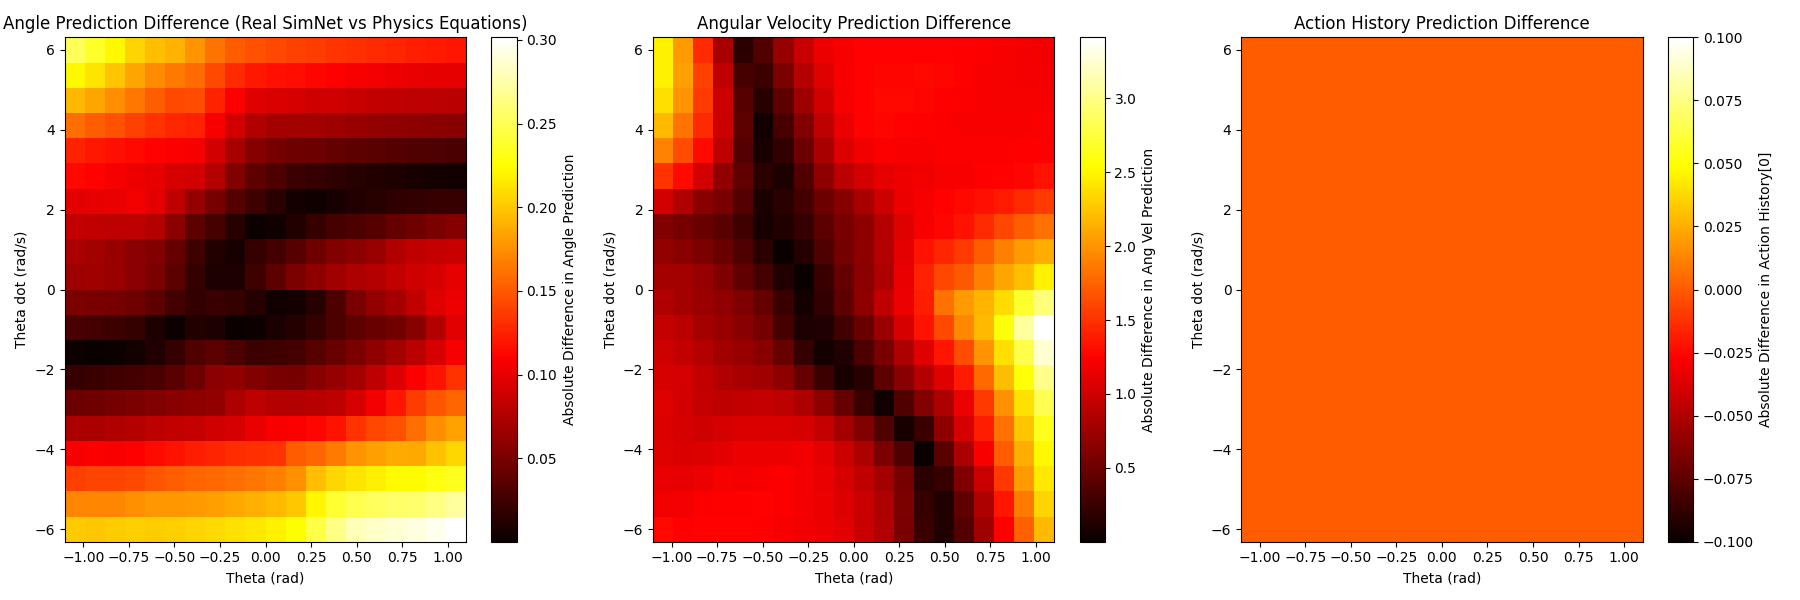 Angle Prediction Difference (Real SimNet vs Physics Equations)
6
4
2
0
−2
−4
−6
Theta dot (rad/s)
−1.00 −0.75 −0.50 −0.25 0.00 0.25 0.50 0.75 1.00
Theta (rad)
0.30
0.25
0.20
0.15
0.10
0.05
Absolute Difference in Angle Prediction
Angular Velocity Prediction Difference
6
4
2
0
−2
−4
−6
Theta dot (rad/s)
−1.00 −0.75 −0.50 −0.25 0.00 0.25 0.50 0.75 1.00
Theta (rad)
3.0
2.5
2.0
1.5
1.0
0.5
Absolute Difference in Ang Vel Prediction
Action History Prediction Difference
6
4
2
0
−2
−4
−6
Theta dot (rad/s)
−1.00 −0.75 −0.50 −0.25 0.00 0.25 0.50 0.75 1.00
Theta (rad)
0.100
0.075
0.050
0.025
0.000
−0.025
−0.050
−0.075
−0.100
Absolute Difference in Action History[0]